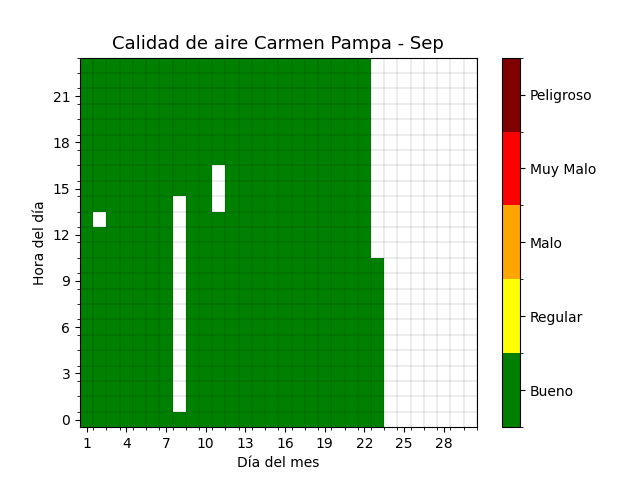 Calidad de aire Carmen Pampa - Sep
Hora del día
21
18
15
12
9
6
3
0
1 4 7 10 13 16 19 22 25 28
Día del mes
Peligroso
Muy Malo
Malo
Regular
Bueno